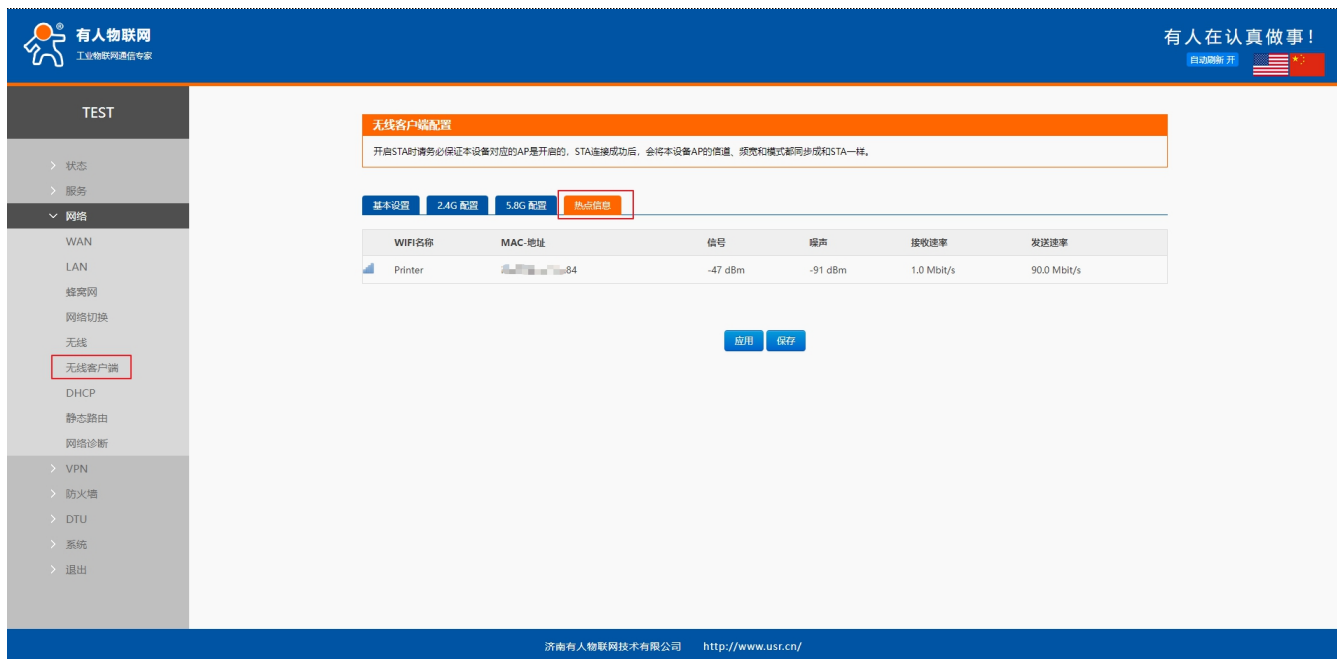 有人物联网
工业物联网通信专家
有人在认真做事!
自动刷新 开
TEST
状态
服务
网络
WAN
LAN
蜂窝网
网络切换
无线
无线客户端
DHCP
静态路由
网络诊断
VPN
防火墙
DTU
系统
退出
无线客户端配置
开启STA时请务必保证本设备对应的AP是开启的，STA连接成功后，会将本设备AP的信道、频宽和模式都同步成和STA一样。
基本设置 2.4G 配置 5.8G 配置 热点信息
WIFI名称 MAC-地址 信号 噪声 接收速率 发送速率
Printer 84 -47 dBm -91 dBm 1.0 Mbit/s 90.0 Mbit/s
应用 保存
济南有人物联网技术有限公司 http://www.usr.cn/